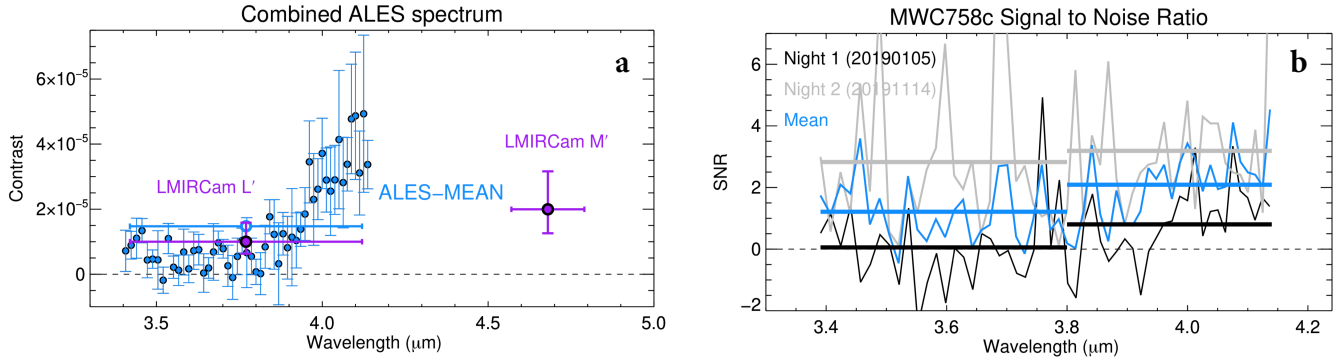 Combined ALES spectrum
a
6×10⁻⁵
4×10⁻⁵
2×10⁻⁵
0
Contrast
LMIRCam L′
ALES−MEAN
LMIRCam M′
3.5 4.0 4.5 5.0
Wavelength (μm)
MWC758c Signal to Noise Ratio
b
Night 1 (20190105)
Night 2 (20191114)
Mean
6
4
2
0
−2
SNR
3.4 3.6 3.8 4.0 4.2
Wavelength (μm)